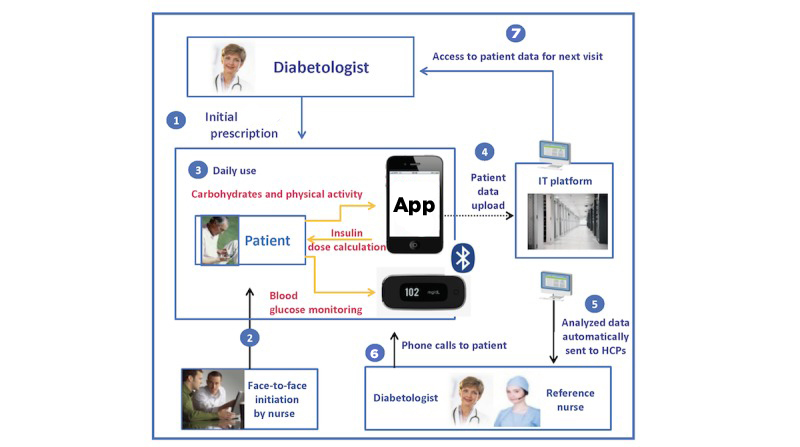 7
Access to patient data for next visit
Diabetologist
1
Initial
prescription
3
Daily use
Carbohydrates and physical activity
App
Patient
Insulin
dose calculation
102
mg/dL
Blood
glucose monitoring
4
Patient
data
upload
IT platform
5
Analyzed data
automatically
sent to HCPs
2
Face-to-face
initiation
by nurse
6
Phone calls to patient
Diabetologist
Reference
nurse